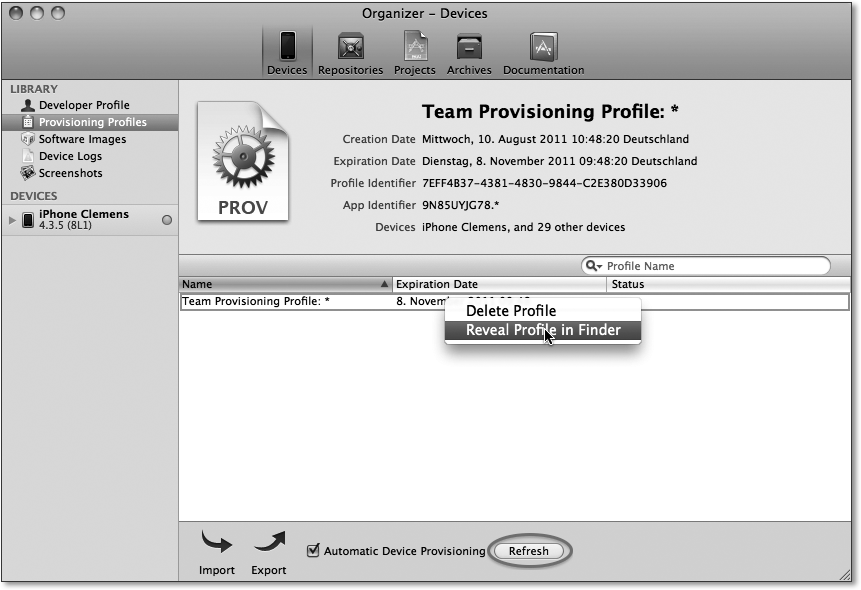 Organizer – Devices
Devices Repositories Projects Archives Documentation
LIBRARY
Developer Profile
Provisioning Profiles
Software Images
Device Logs
Screenshots
DEVICES
iPhone Clemens
4.3.5 (8L1)
PROV
Team Provisioning Profile: *
Creation Date Mittwoch, 10. August 2011 10:48:20 Deutschland
Expiration Date Dienstag, 8. November 2011 09:48:20 Deutschland
Profile Identifier 7EFF4B37-4381-4830-9844-C2E380D33906
App Identifier 9N85UYJG78.*
Devices iPhone Clemens, and 29 other devices
Profile Name
Name Expiration Date Status
Team Provisioning Profile: * 8.
Delete Profile
Reveal Profile in Finder
Import Export Automatic Device Provisioning Refresh